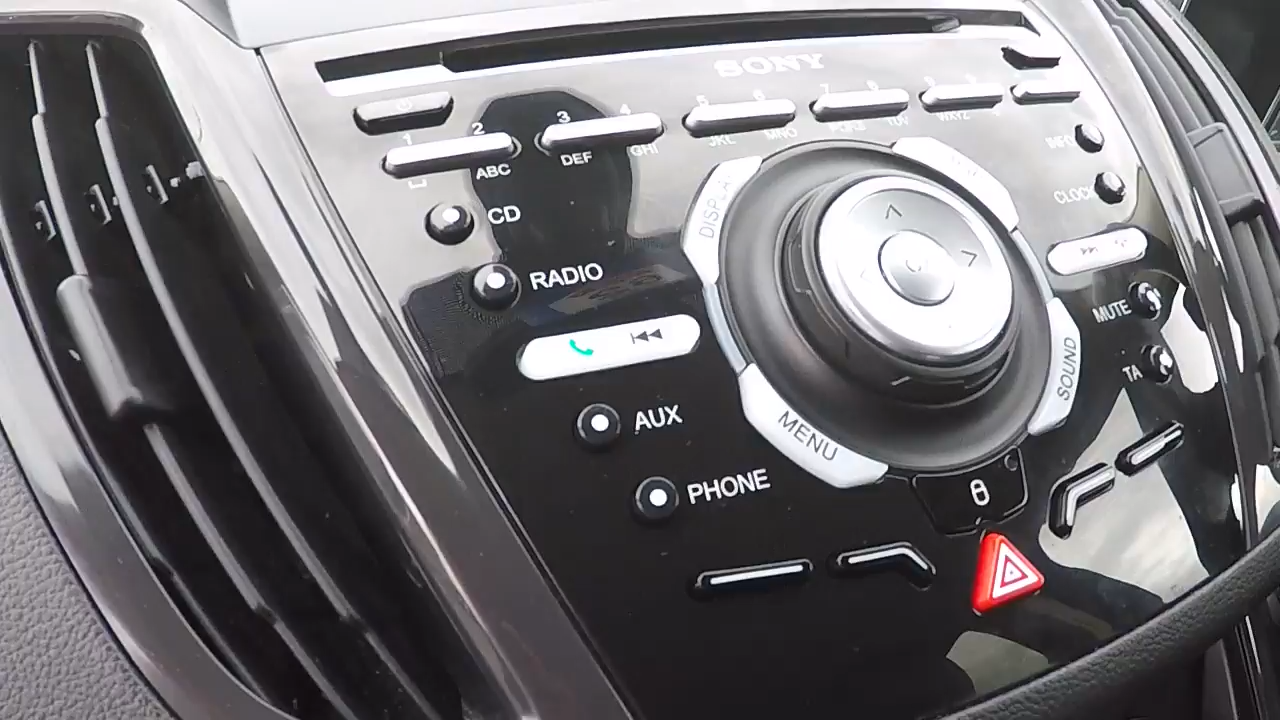 SONY
1 2 3 4 5 6 7 8 9
ABC DEF GHI JKL MNO PQRS TUV WXYZ
INFO
CD
CLOCK
DISPLAY
RADIO
MUTE
SOUND
TA
AUX
MENU
PHONE